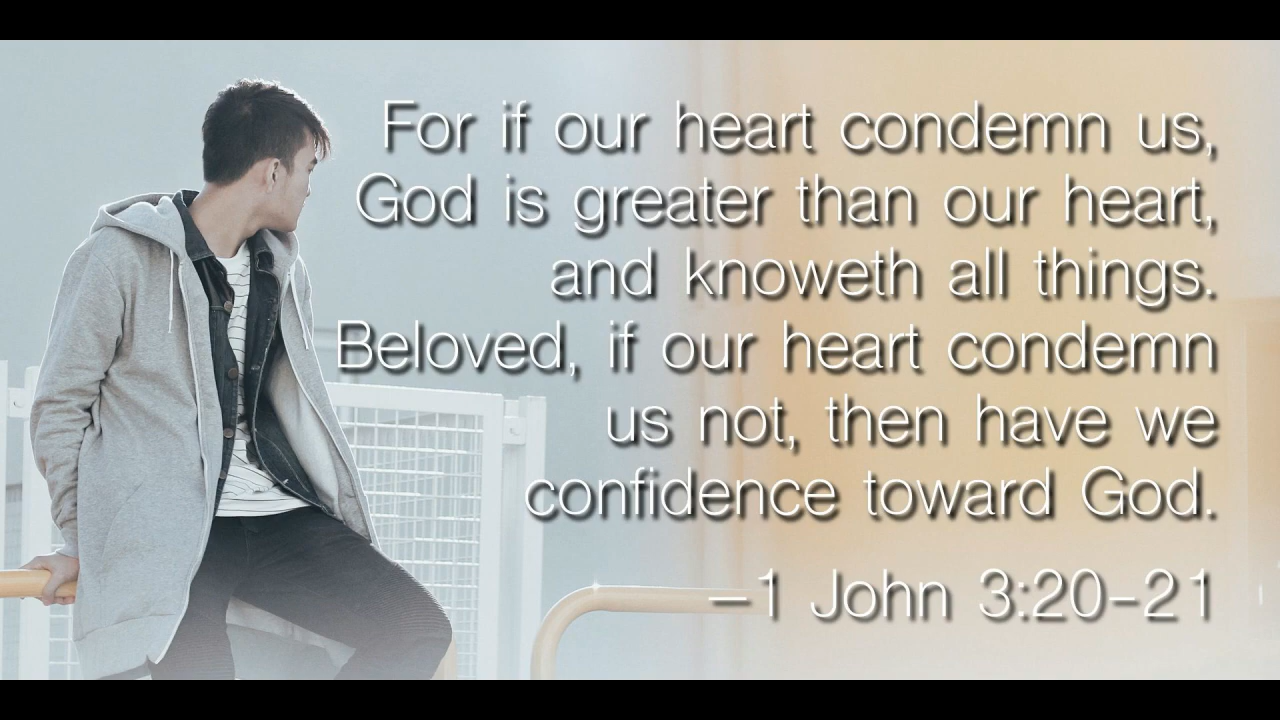 For if our heart condemn us,
God is greater than our heart,
and knoweth all things.
Beloved, if our heart condemn
us not, then have we
confidence toward God.
–1 John 3:20–21